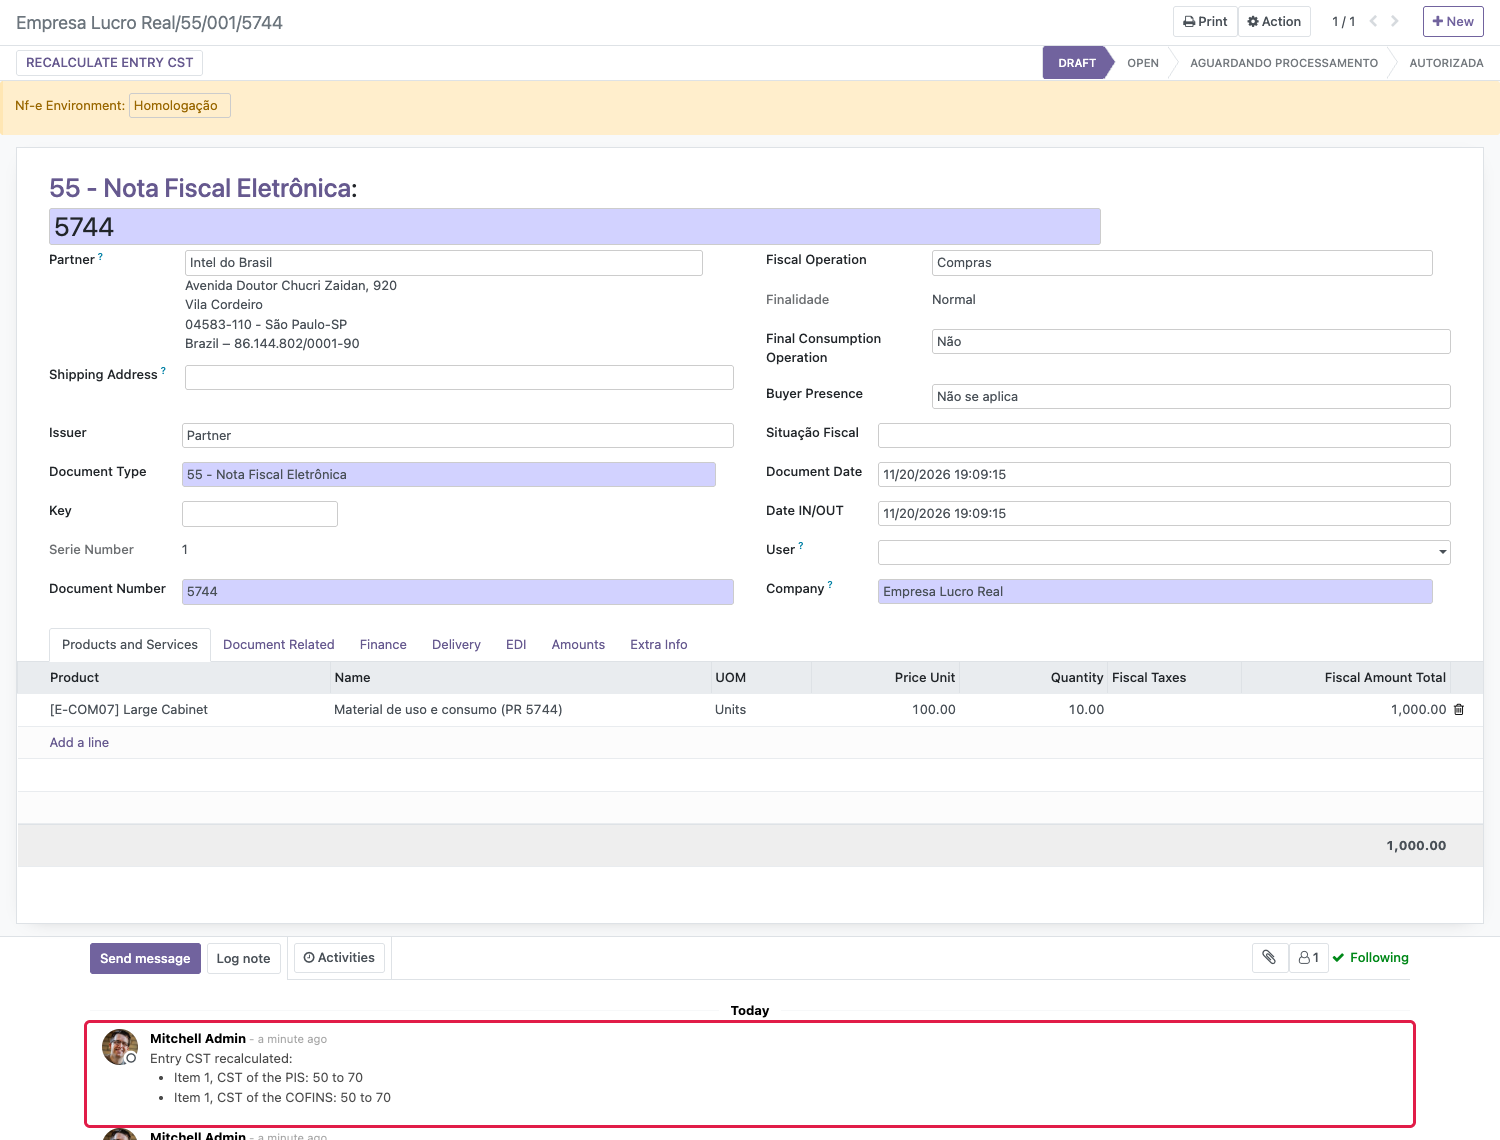 Empresa Lucro Real/55/001/5744
Print
Action
1 / 1
New
RECALCULATE ENTRY CST
DRAFT
OPEN
AGUARDANDO PROCESSAMENTO
AUTORIZADA
Nf-e Environment: Homologação
55 - Nota Fiscal Eletrônica:
5744
Partner ?
Intel do Brasil
Avenida Doutor Chucri Zaidan, 920
Vila Cordeiro
04583-110 - São Paulo-SP
Brazil – 86.144.802/0001-90
Shipping Address ?
Issuer
Partner
Document Type
55 - Nota Fiscal Eletrônica
Key
Serie Number
1
Document Number
5744
Fiscal Operation
Compras
Finalidade
Normal
Final Consumption
Operation
Não
Buyer Presence
Não se aplica
Situação Fiscal
Document Date
11/20/2026 19:09:15
Date IN/OUT
11/20/2026 19:09:15
User ?
Company ?
Empresa Lucro Real
Products and Services
Document Related
Finance
Delivery
EDI
Amounts
Extra Info
Product
Name
UOM
Price Unit
Quantity
Fiscal Taxes
Fiscal Amount Total
[E-COM07] Large Cabinet
Material de uso e consumo (PR 5744)
Units
100.00
10.00
1,000.00
Add a line
1,000.00
Send message
Log note
Activities
1
Following
Today
Mitchell Admin - a minute ago
Entry CST recalculated:
Item 1, CST of the PIS: 50 to 70
Item 1, CST of the COFINS: 50 to 70
Mitchell Admin - a minute ago